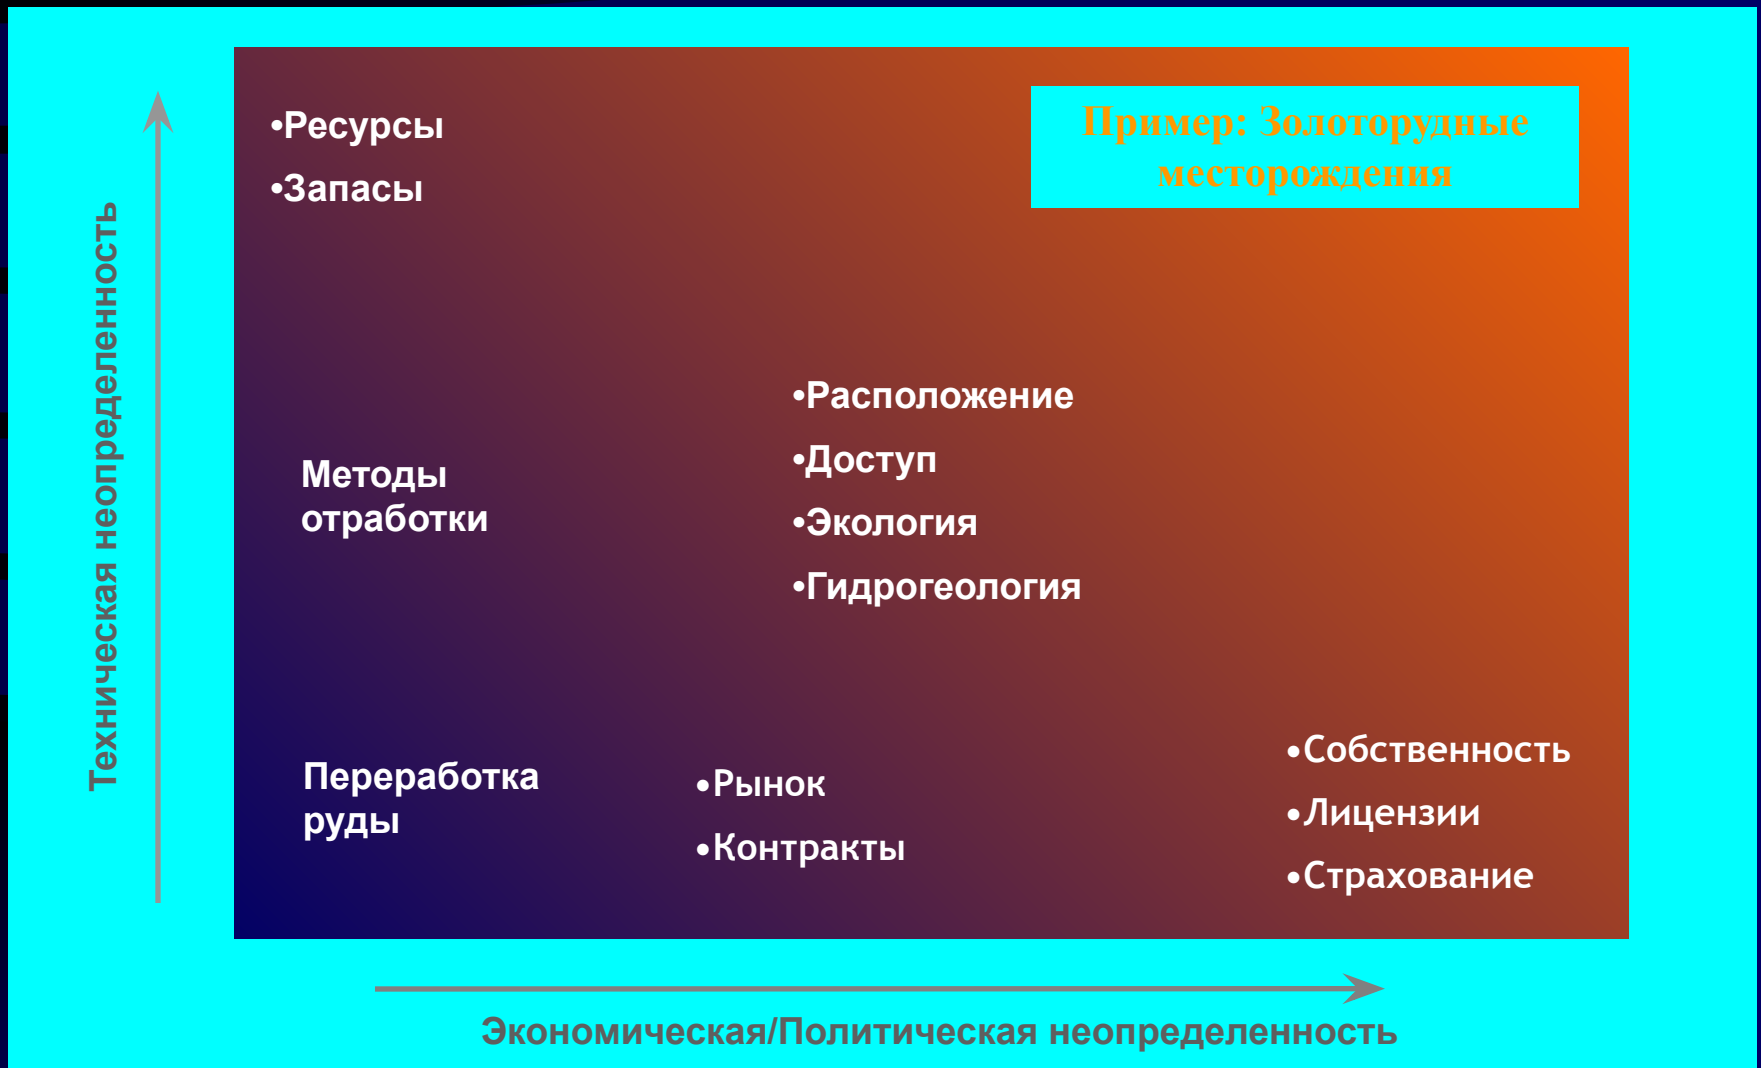 Техническая неопределенность
•Ресурсы
•Запасы
Пример: Золоторудные
месторождения
Методы
отработки
•Расположение
•Доступ
•Экология
•Гидрогеология
Переработка
руды
•Рынок
•Контракты
•Собственность
•Лицензии
•Страхование
Экономическая/Политическая неопределенность